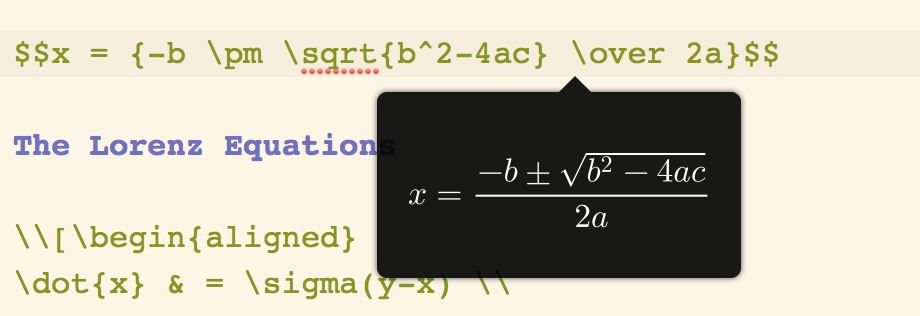 $$x = {-b \pm \sqrt{b^2-4ac} \over 2a}$$
x = \frac{-b \pm \sqrt{b^2 - 4ac}}{2a}
The Lorenz Equations
\\[\begin{aligned}
\dot{x} & = \sigma(y-x) \\